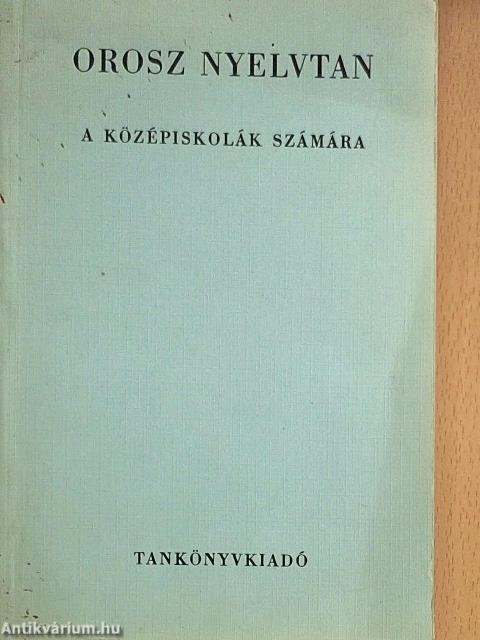 OROSZ NYELVTAN
A KÖZÉPISKOLÁK SZÁMÁRA
TANKÖNYVKIADÓ
Antikvárium.hu